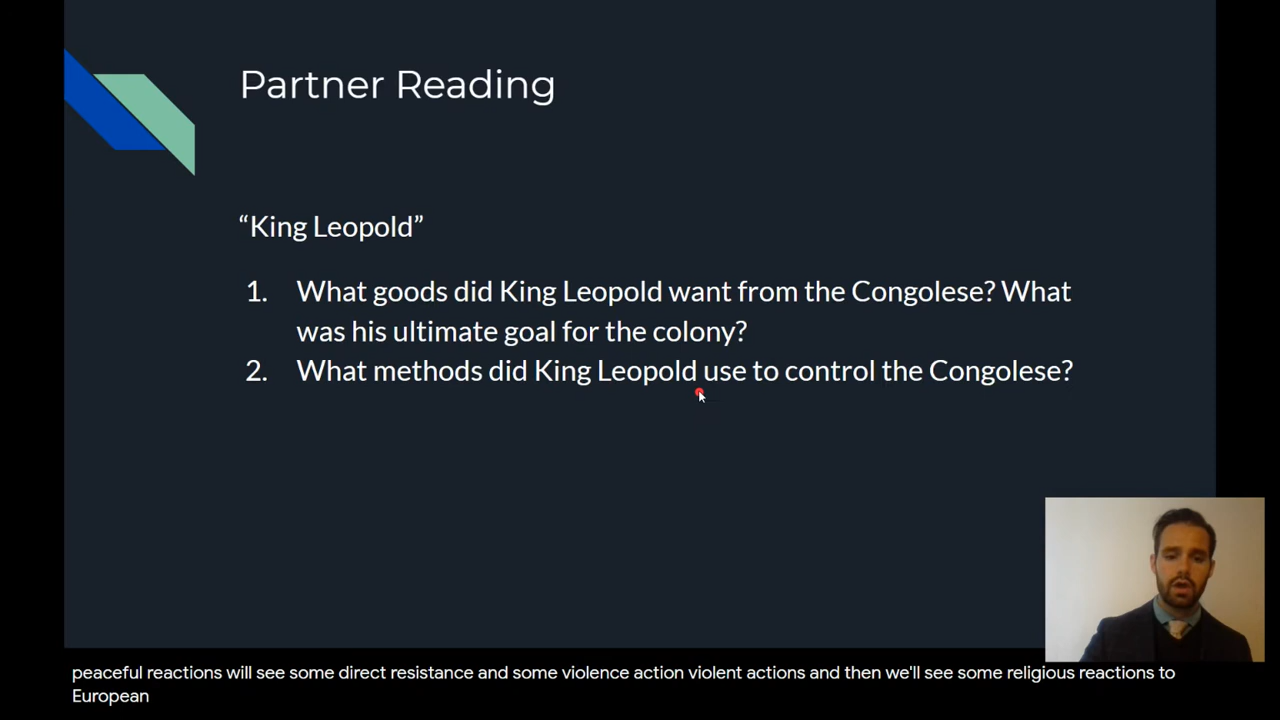 Partner Reading
“King Leopold”
1. What goods did King Leopold want from the Congolese? What
was his ultimate goal for the colony?
2. What methods did King Leopold use to control the Congolese?
peaceful reactions will see some direct resistance and some violence action violent actions and then we'll see some religious reactions to
European